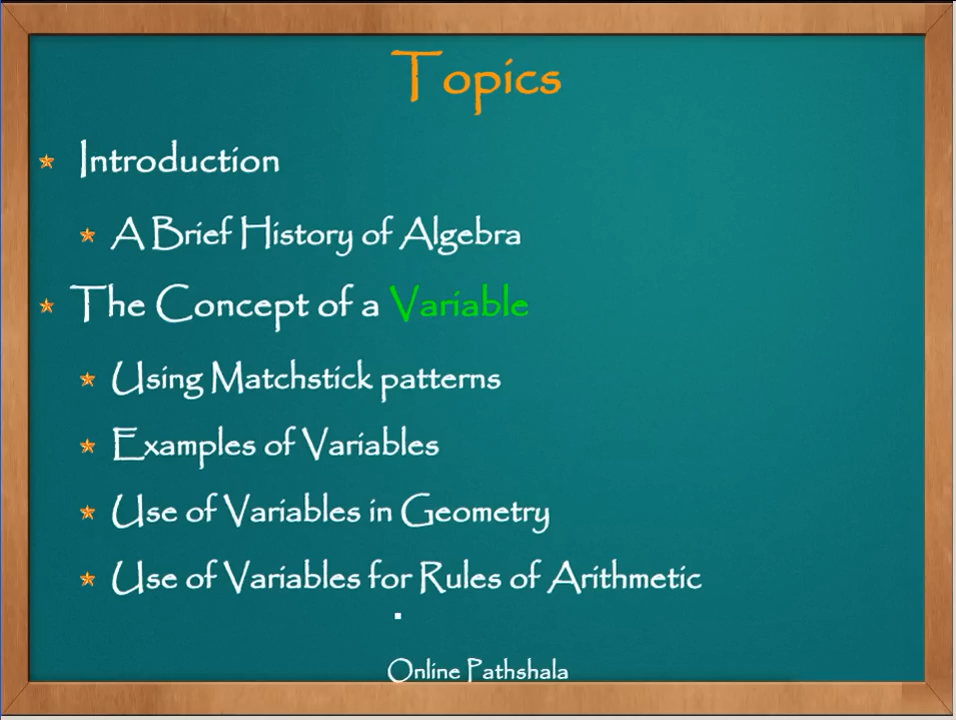 Topics
Introduction
A Brief History of Algebra
The Concept of a Variable
Using Matchstick patterns
Examples of Variables
Use of Variables in Geometry
Use of Variables for Rules of Arithmetic
Online Pathshala